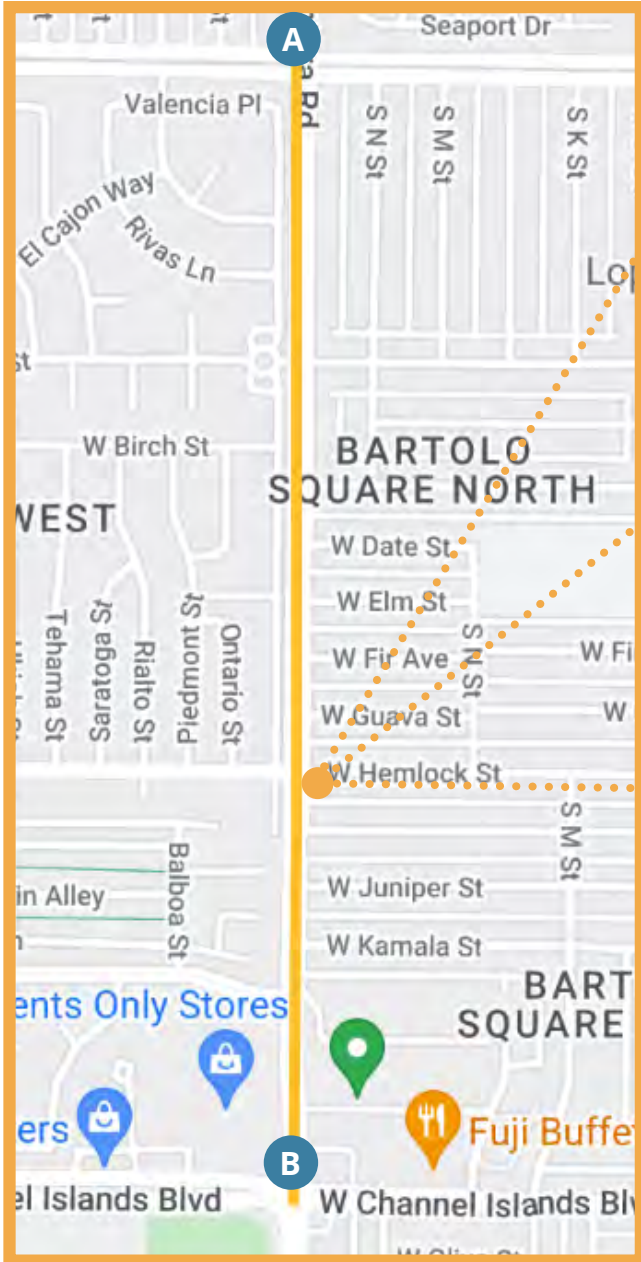 A
Seaport Dr
Valencia Pl
S N St
S M St
S K St
El Cajon Way
Rivas Ln
St
W Birch St
BARTOLO
SQUARE NORTH
WEST
W Date St
W Elm St
S N St
W Fir Ave
W Fi
W Guava St
W
Tehama St
Saratoga St
Rialto St
Piedmont St
Ontario St
W Hemlock St
S M St
Balboa St
in Alley
W Juniper St
W Kamala St
ents Only Stores
BART
SQUARE
ers
Fuji Buffet
B
el Islands Blvd
W Channel Islands Blv